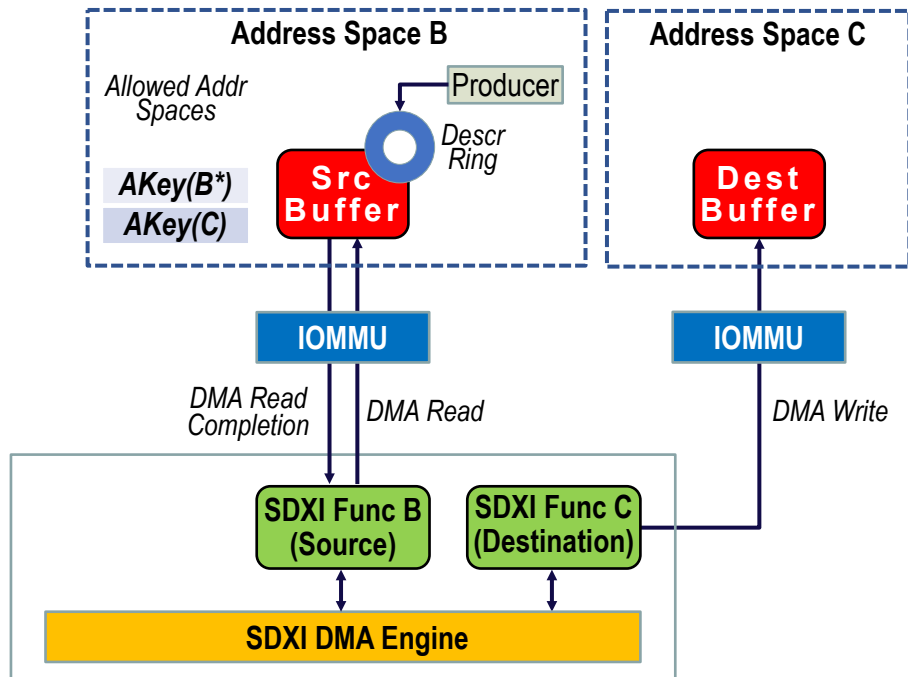 Address Space B
Address Space C
Allowed Addr
Spaces
Producer
Descr
Ring
Src
Buffer
Dest
Buffer
AKey(B*)
AKey(C)
IOMMU
IOMMU
DMA Read
Completion
DMA Read
DMA Write
SDXI Func B
(Source)
SDXI Func C
(Destination)
SDXI DMA Engine